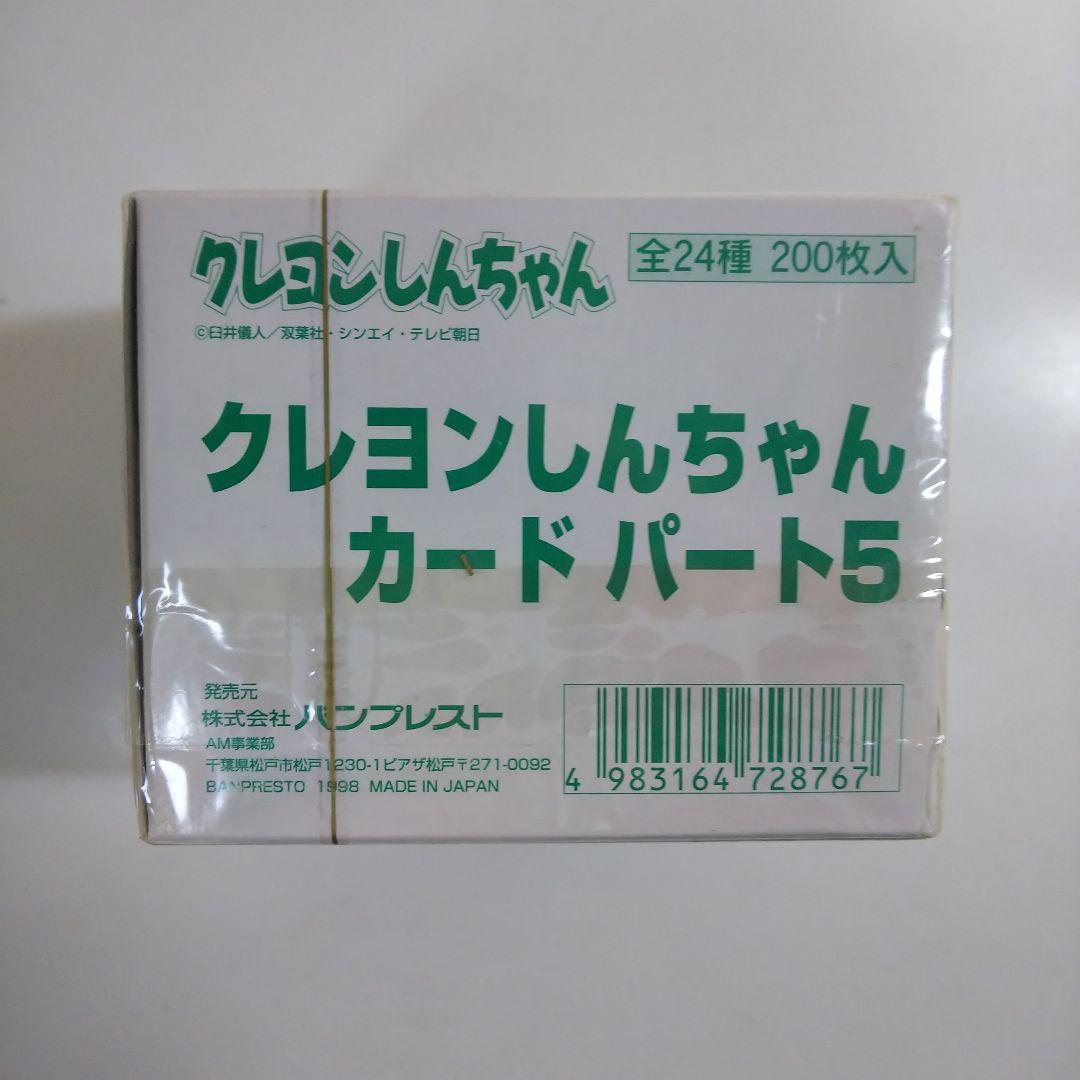 クレヨンしんちゃん
全24種 200枚入
©臼井儀人/双葉社・シンエイ・テレビ朝日
クレヨンしんちゃん
カード パート5
発売元
株式会社バンプレスト
AM事業部
千葉県松戸市松戸1230-1ピアザ松戸〒271-0092
BANPRESTO 1998 MADE IN JAPAN
4 983164 728767